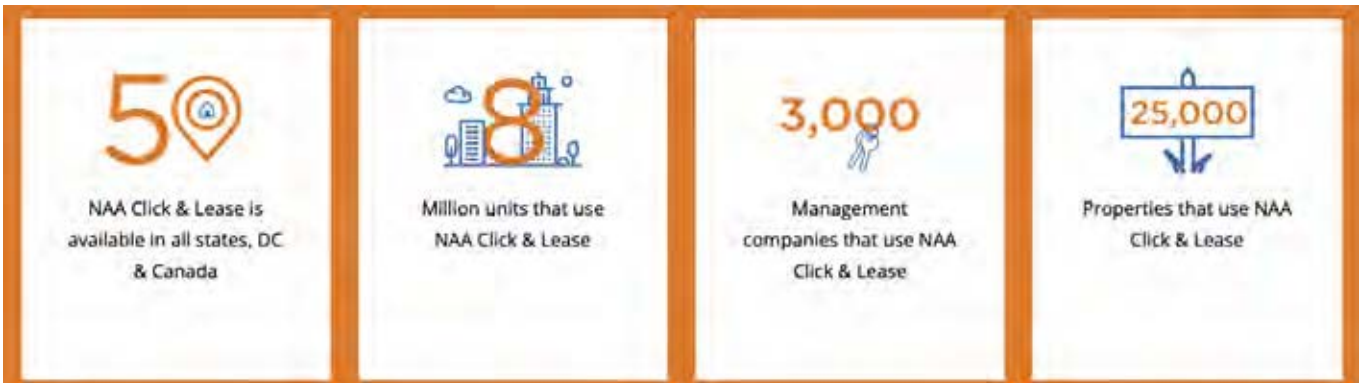 50
NAA Click & Lease is
available in all states, DC
& Canada
8
Million units that use
NAA Click & Lease
3,000
Management
companies that use NAA
Click & Lease
25,000
Properties that use NAA
Click & Lease